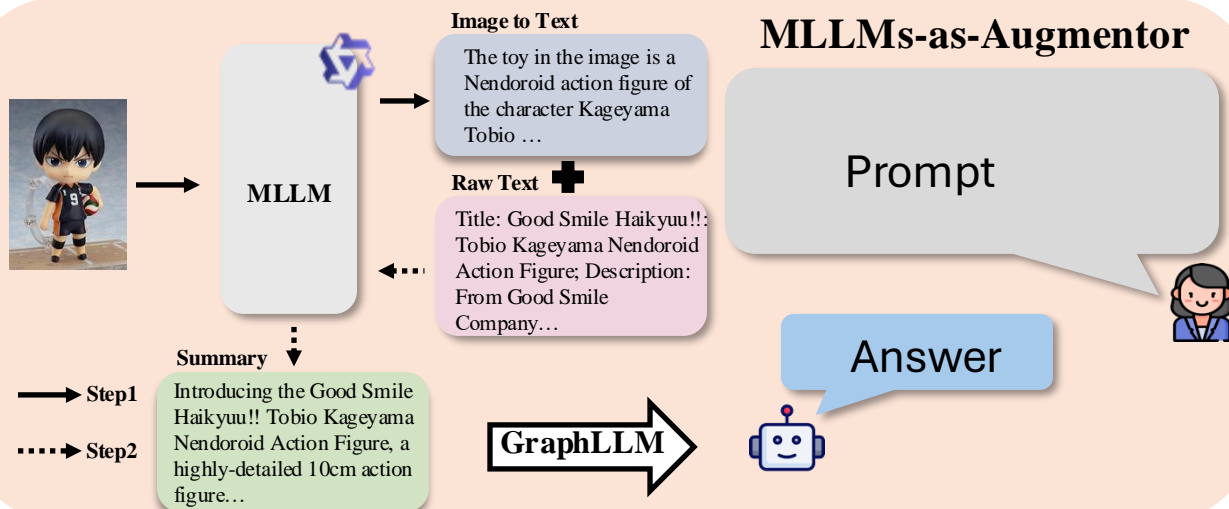 MLLMs-as-Augmentor
Image to Text
The toy in the image is a
Nendoroid action figure of
the character Kageyama
Tobio …
MLLM
Raw Text
Title: Good Smile Haikyuu!!:
Tobio Kageyama Nendoroid
Action Figure; Description:
From Good Smile
Company…
Prompt
Summary
Introducing the Good Smile
Haikyuu!! Tobio Kageyama
Nendoroid Action Figure, a
highly-detailed 10cm action
figure…
Step1
Step2
GraphLLM
Answer
9